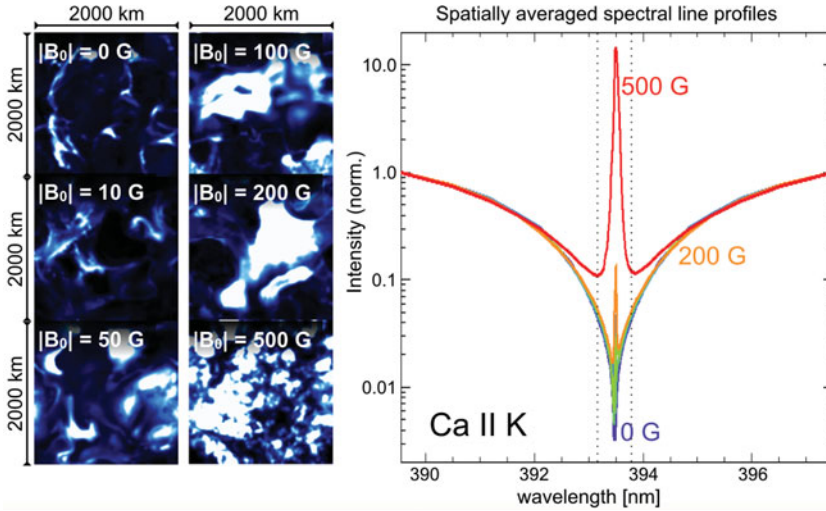 2000 km
2000 km
Spatially averaged spectral line profiles
2000 km
|B₀| = 0 G
|B₀| = 100 G
2000 km
|B₀| = 10 G
|B₀| = 200 G
2000 km
|B₀| = 50 G
|B₀| = 500 G
Intensity (norm.)
10.0
1.0
0.1
0.01
500 G
200 G
0 G
Ca II K
390
392
394
396
wavelength [nm]